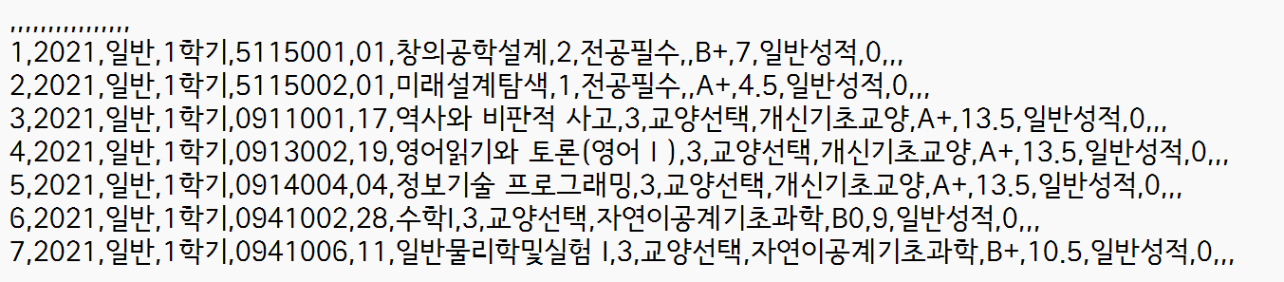 ,,,,,,,,,,,,,,,,
1,2021,일반,1학기,5115001,01,창의공학설계,2,전공필수,,B+,7,일반성적,0,,,
2,2021,일반,1학기,5115002,01,미래설계탐색,1,전공필수,,A+,4.5,일반성적,0,,,
3,2021,일반,1학기,0911001,17,역사와 비판적 사고,3,교양선택,개신기초교양,A+,13.5,일반성적,0,,,
4,2021,일반,1학기,0913002,19,영어읽기와 토론(영어Ⅰ),3,교양선택,개신기초교양,A+,13.5,일반성적,0,,,
5,2021,일반,1학기,0914004,04,정보기술 프로그래밍,3,교양선택,개신기초교양,A+,13.5,일반성적,0,,,
6,2021,일반,1학기,0941002,28,수학I,3,교양선택,자연이공계기초과학,B0,9,일반성적,0,,,
7,2021,일반,1학기,0941006,11,일반물리학및실험 I,3,교양선택,자연이공계기초과학,B+,10.5,일반성적,0,,,